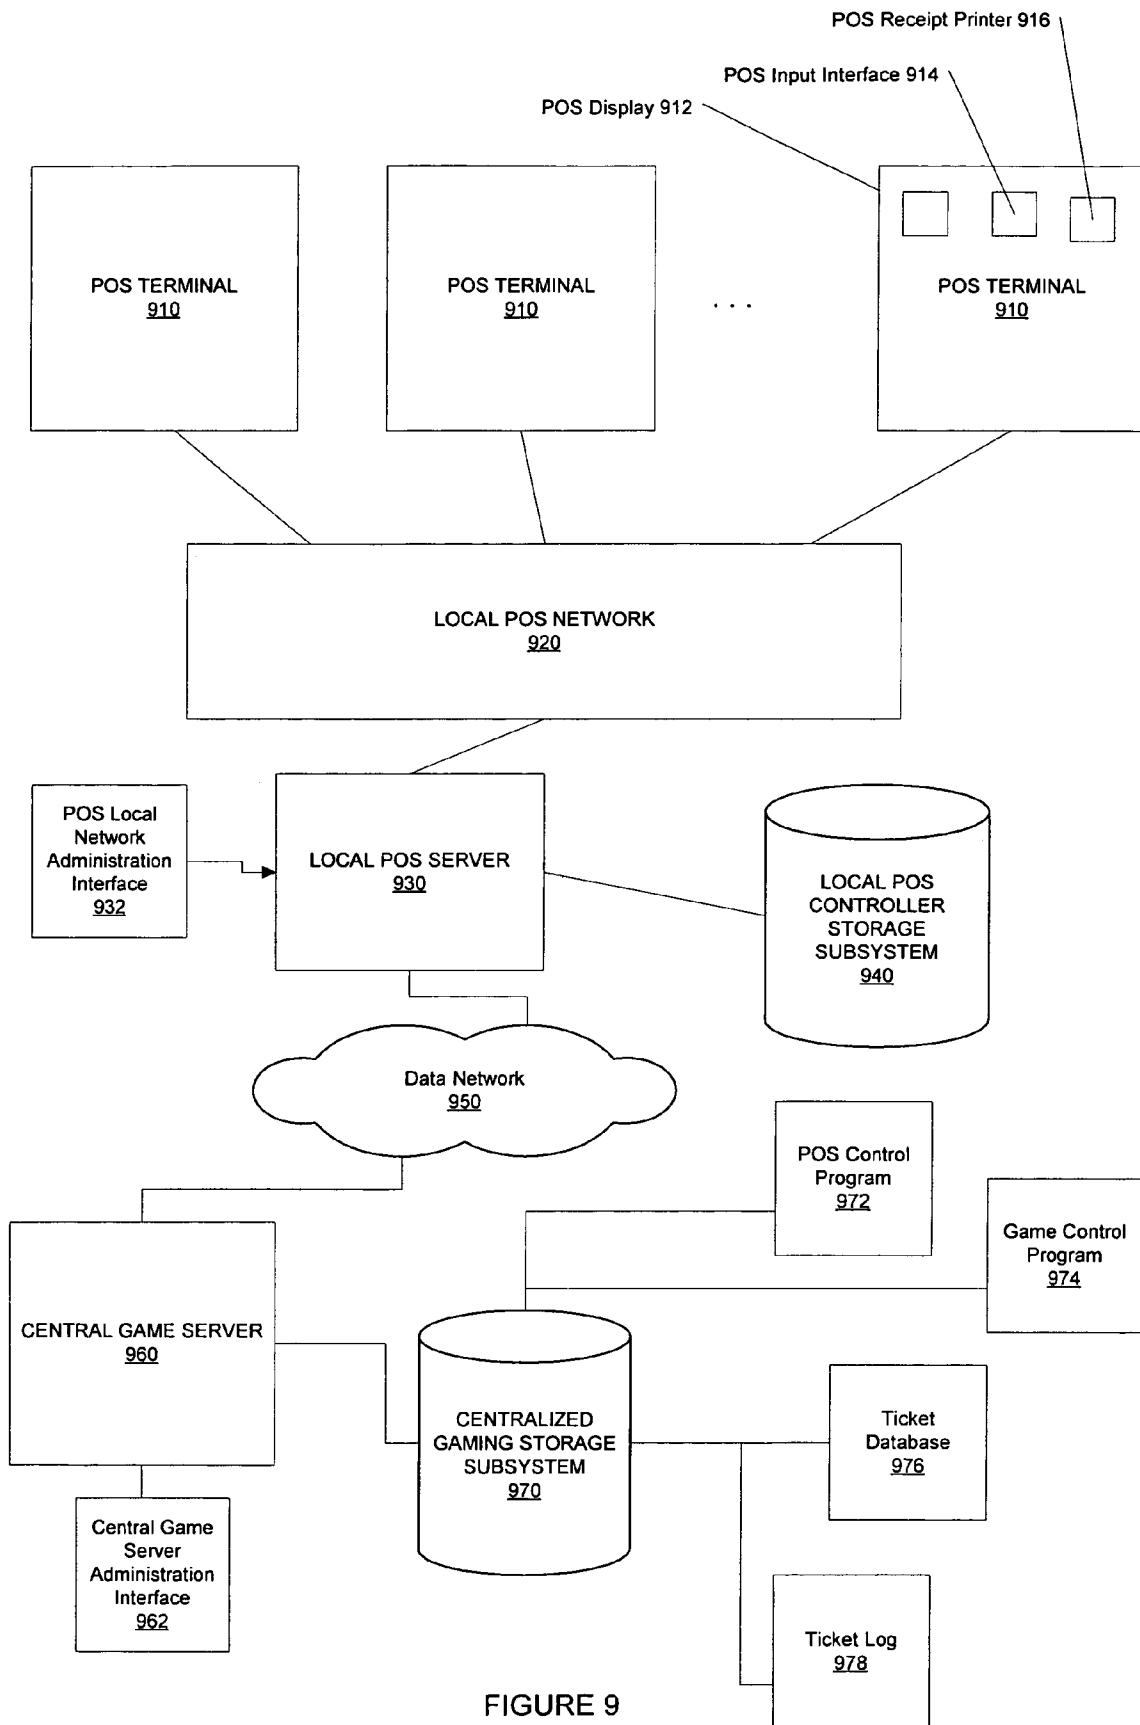 POS Receipt Printer 916
POS Input Interface 914
POS Display 912
POS TERMINAL
910
POS TERMINAL
910
. . .
POS TERMINAL
910
LOCAL POS NETWORK
920
POS Local
Network
Administration
Interface
932
LOCAL POS SERVER
930
LOCAL POS
CONTROLLER
STORAGE
SUBSYSTEM
940
Data Network
950
POS Control
Program
972
Game Control
Program
974
CENTRAL GAME SERVER
960
CENTRALIZED
GAMING STORAGE
SUBSYSTEM
970
Ticket
Database
976
Central Game
Server
Administration
Interface
962
Ticket Log
978
FIGURE 9